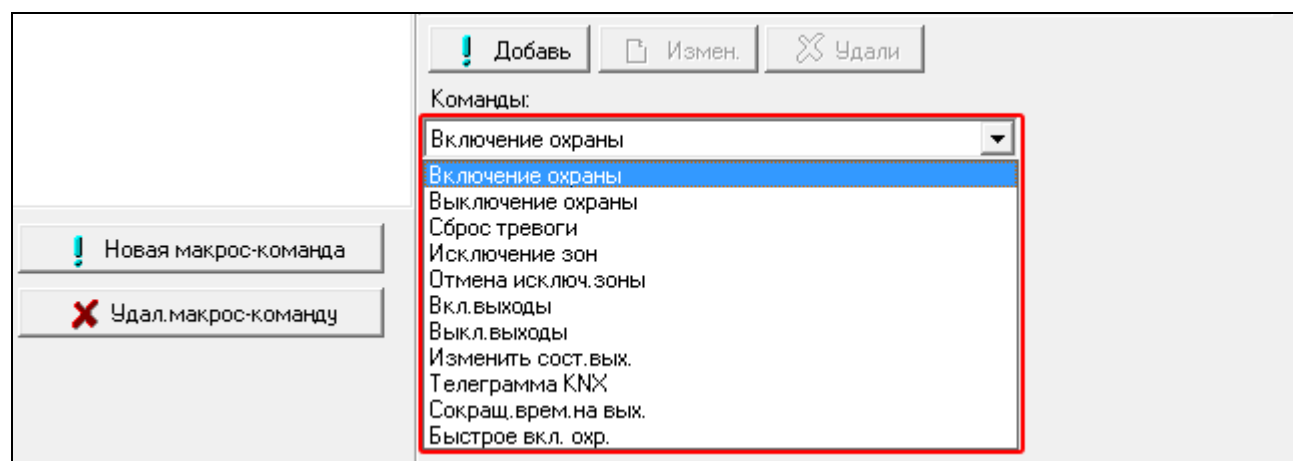 Добавь Измен. Удали
Команды:
Включение охраны
Включение охраны
Выключение охраны
Сброс тревоги
Исключение зон
Отмена исключ.зоны
Вкл.выходы
Выкл.выходы
Изменить сост.вых.
Телеграмма KNX
Сокращ.врем.на вых.
Быстрое вкл. охр.
Новая макрос-команда
Удал.макрос-команду